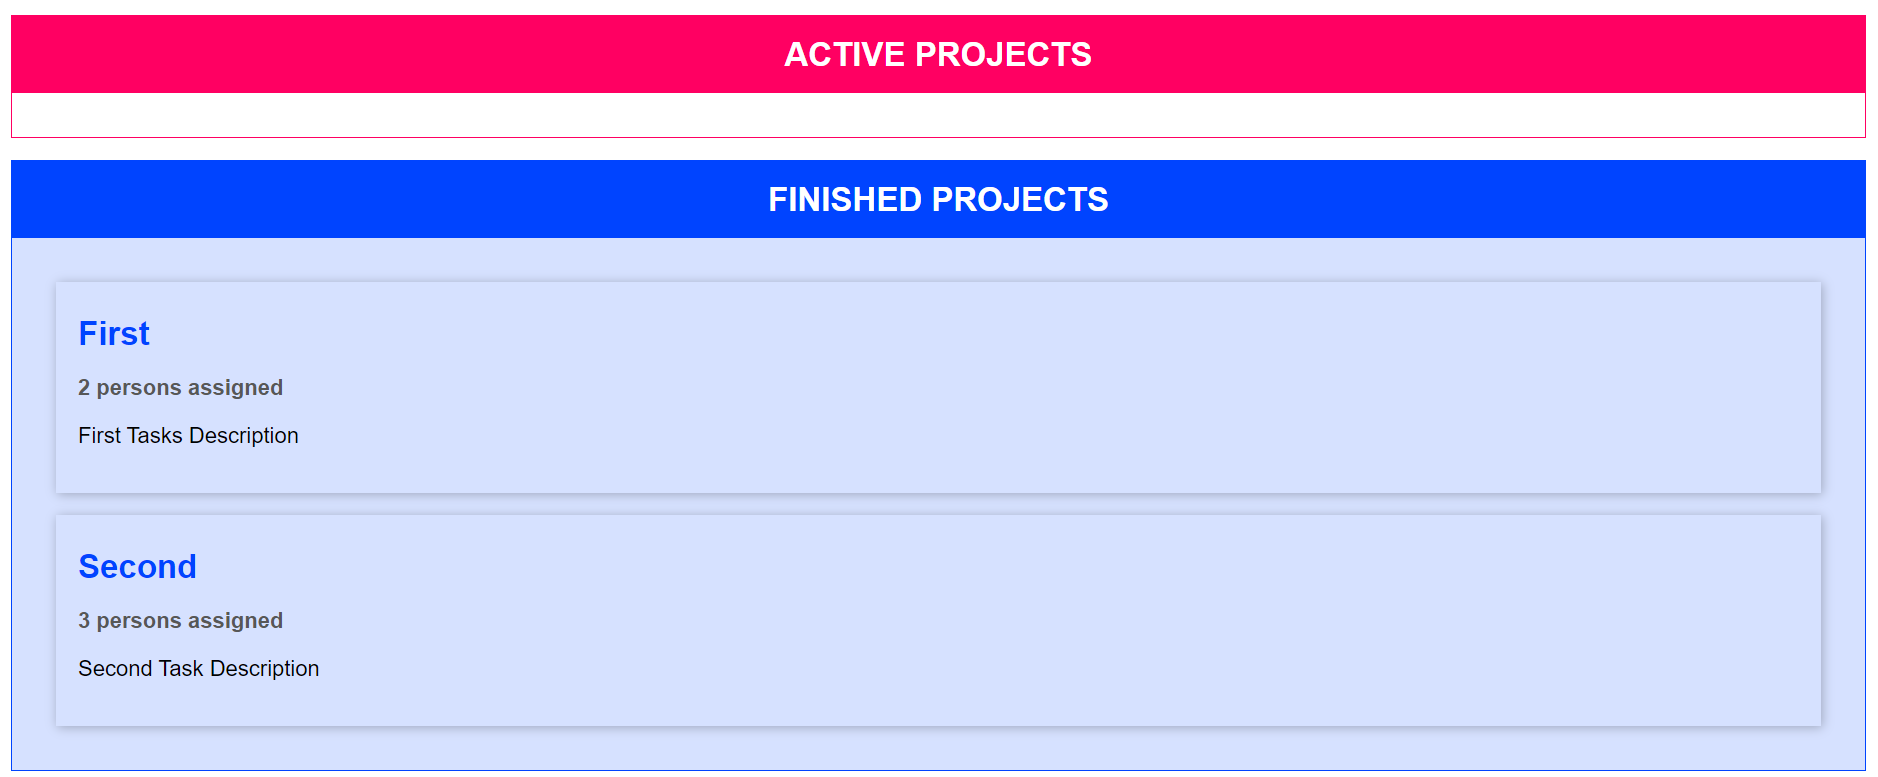 ACTIVE PROJECTS
FINISHED PROJECTS
First
2 persons assigned
First Tasks Description
Second
3 persons assigned
Second Task Description